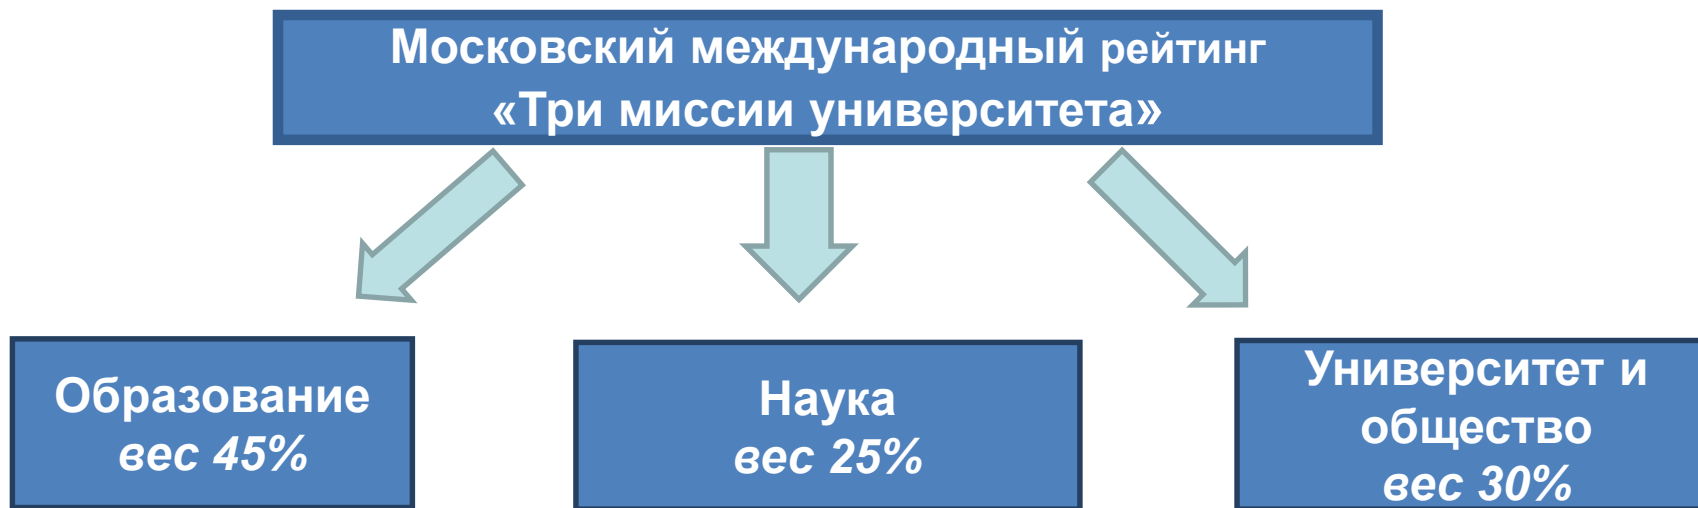 Московский международный рейтинг
«Три миссии университета»
Образование
вес 45%
Наука
вес 25%
Университет и
общество
вес 30%